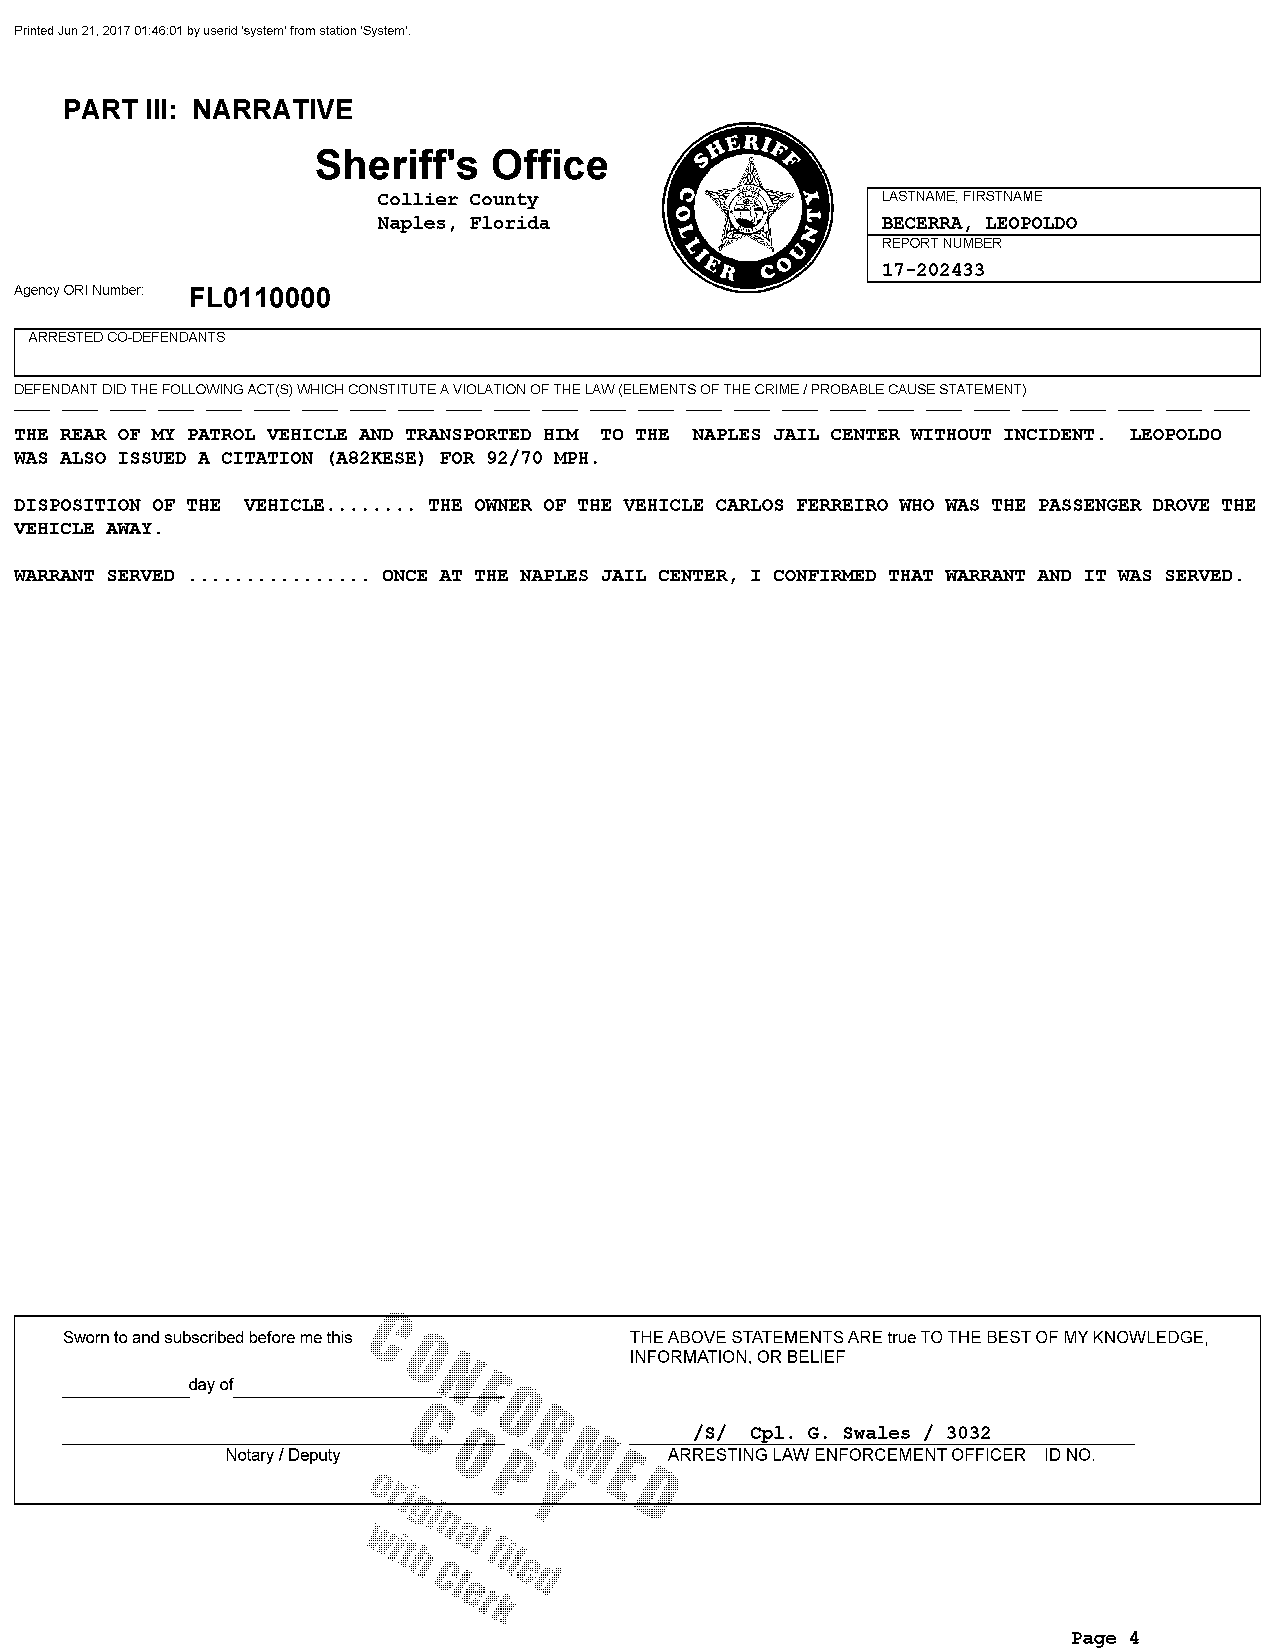 Printed Jun 21, 2017 01:46:01 by userid 'system' from station 'System'.
PART III: NARRATIVE
Sheriff's Office
Collier County
Naples, Florida
SHERIFF
COLLIER COUNTY
LASTNAME, FIRSTNAME
BECERRA, LEOPOLDO
REPORT NUMBER
17-202433
Agency ORI Number: FL0110000
ARRESTED CO-DEFENDANTS
DEFENDANT DID THE FOLLOWING ACT(S) WHICH CONSTITUTE A VIOLATION OF THE LAW (ELEMENTS OF THE CRIME / PROBABLE CAUSE STATEMENT)
THE REAR OF MY PATROL VEHICLE AND TRANSPORTED HIM TO THE NAPLES JAIL CENTER WITHOUT INCIDENT. LEOPOLDO
WAS ALSO ISSUED A CITATION (A82KESE) FOR 92/70 MPH.
DISPOSITION OF THE VEHICLE........ THE OWNER OF THE VEHICLE CARLOS FERREIRO WHO WAS THE PASSENGER DROVE THE
VEHICLE AWAY.
WARRANT SERVED ................ ONCE AT THE NAPLES JAIL CENTER, I CONFIRMED THAT WARRANT AND IT WAS SERVED.
Sworn to and subscribed before me this
day of
Notary / Deputy
THE ABOVE STATEMENTS ARE true TO THE BEST OF MY KNOWLEDGE,
INFORMATION, OR BELIEF
/S/ Cpl. G. Swales / 3032
ARRESTING LAW ENFORCEMENT OFFICER ID NO.
CONFORMED
COPY
Original filed
With Clerk
Page 4